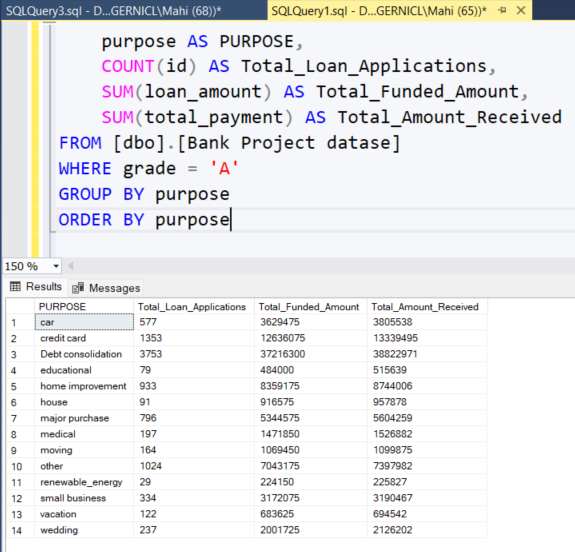 SQLQuery3.sql - D...GERNICL\Mahi (68))* SQLQuery1.sql - D...GERNICL\Mahi (65))*
purpose AS PURPOSE,
COUNT(id) AS Total_Loan_Applications,
SUM(loan_amount) AS Total_Funded_Amount,
SUM(total_payment) AS Total_Amount_Received
FROM [dbo].[Bank Project datase]
WHERE grade = 'A'
GROUP BY purpose
ORDER BY purpose
150 %
Results Messages
PURPOSE Total_Loan_Applications Total_Funded_Amount Total_Amount_Received
1 car 577 3629475 3805538
2 credit card 1353 12636075 13339495
3 Debt consolidation 3753 37216300 38822971
4 educational 79 484000 515639
5 home improvement 933 8359175 8744006
6 house 91 916575 957878
7 major purchase 796 5344575 5604259
8 medical 197 1471850 1526882
9 moving 164 1069450 1099875
10 other 1024 7043175 7397982
11 renewable_energy 29 224150 225827
12 small business 334 3172075 3190467
13 vacation 122 683625 694542
14 wedding 237 2001725 2126202